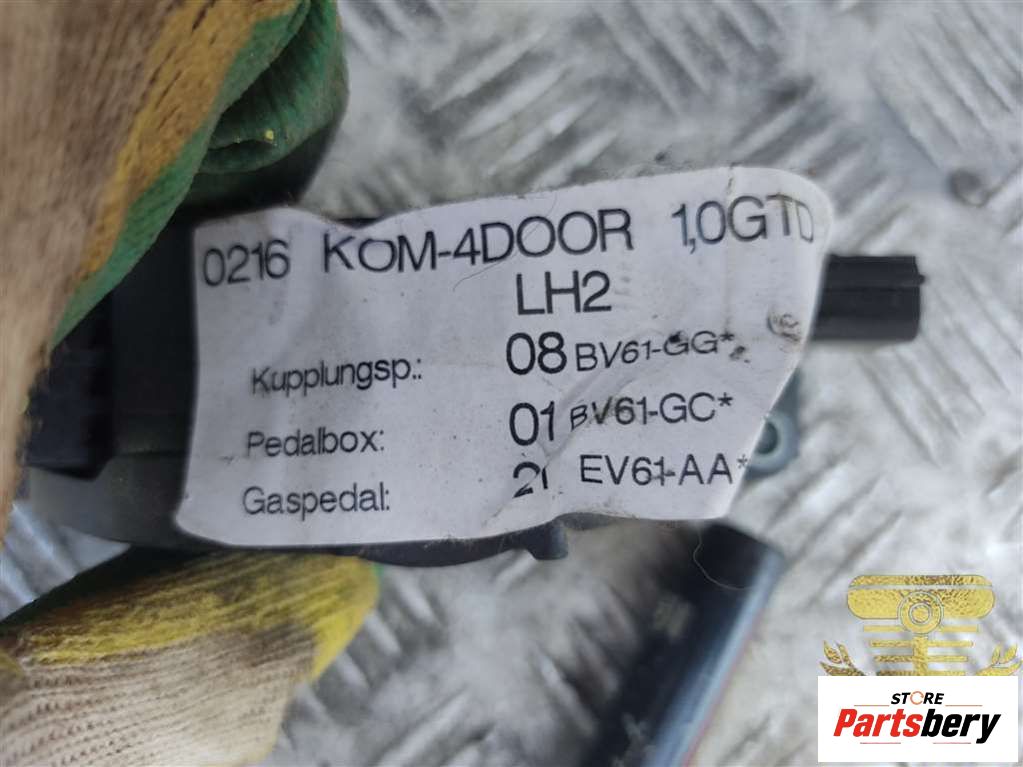 0216 KOM-4DOOR 1,0GTD
LH2
Kupplungsp.: 08 BV61-GG*
Pedalbox: 01 BV61-GC*
Gaspedal: EV61-AA*
STORE
Partsbery